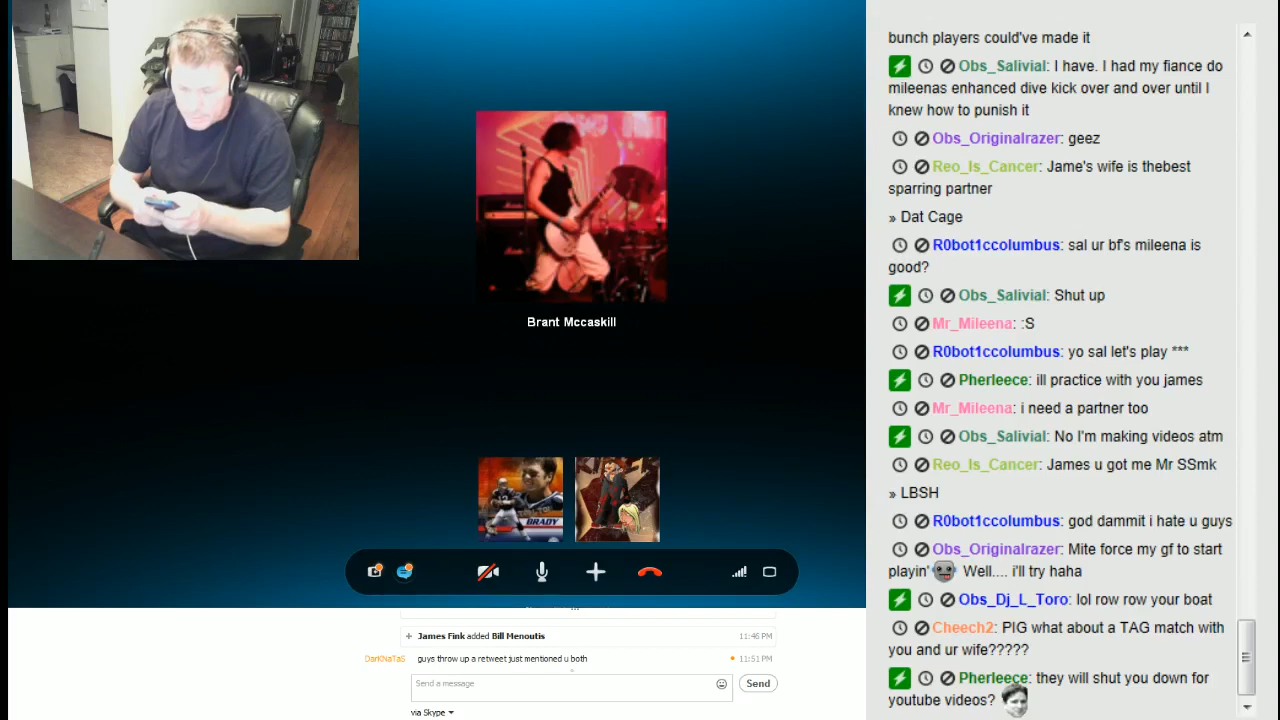 Brant Mccaskill
BRADY
James Fink added Bill Menoutis
11:46 PM
DarKNaTaS guys throw up a retweet just mentioned u both
11:51 PM
Send a message
Send
via Skype
bunch players could've made it
Obs_Salivial: I have. I had my fiance do
mileenas enhanced dive kick over and over until I
knew how to punish it
Obs_Originalrazer: geez
Reo_Is_Cancer: Jame's wife is thebest
sparring partner
» Dat Cage
R0bot1ccolumbus: sal ur bf's mileena is
good?
Obs_Salivial: Shut up
Mr_Mileena: :S
R0bot1ccolumbus: yo sal let's play ***
Pherleece: ill practice with you james
Mr_Mileena: i need a partner too
Obs_Salivial: No I'm making videos atm
Reo_Is_Cancer: James u got me Mr SSmk
» LBSH
R0bot1ccolumbus: god dammit i hate u guys
Obs_Originalrazer: Mite force my gf to start
playin' Well.... i'll try haha
Obs_Dj_L_Toro: lol row row your boat
Cheech2: PIG what about a TAG match with
you and ur wife?????
Pherleece: they will shut you down for
youtube videos?